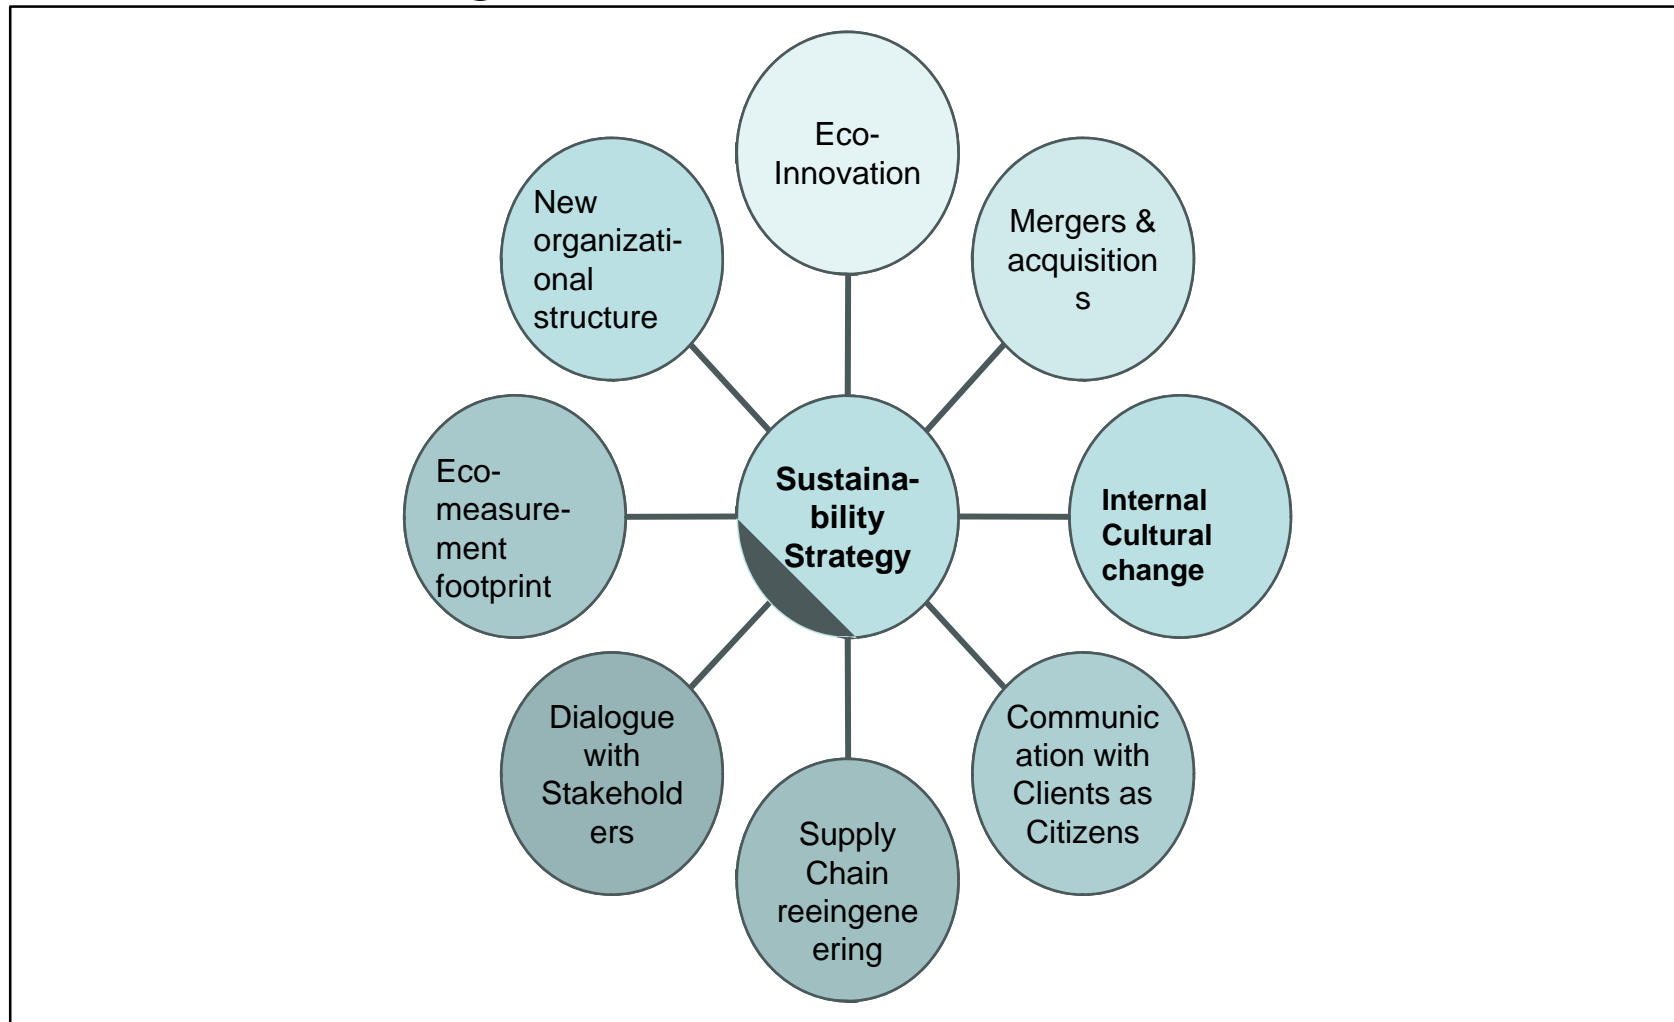 Eco-
Innovation
Mergers &
acquisition
s
Internal
Cultural
change
Communic
ation with
Clients as
Citizens
Supply
Chain
reeingene
ering
Dialogue
with
Stakehold
ers
Eco-
measure-
ment
footprint
New
organizati-
onal
structure
Sustaina-
bility
Strategy